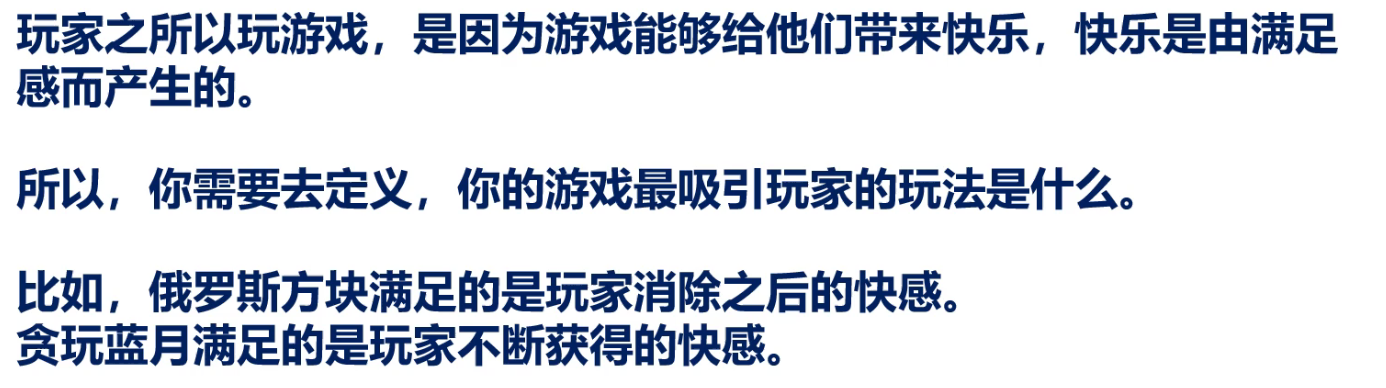 玩家之所以玩游戏，是因为游戏能够给他们带来快乐，快乐是由满足
感而产生的。
所以，你需要去定义，你的游戏最吸引玩家的玩法是什么。
比如，俄罗斯方块满足的是玩家消除之后的快感。
贪玩蓝月满足的是玩家不断获得的快感。